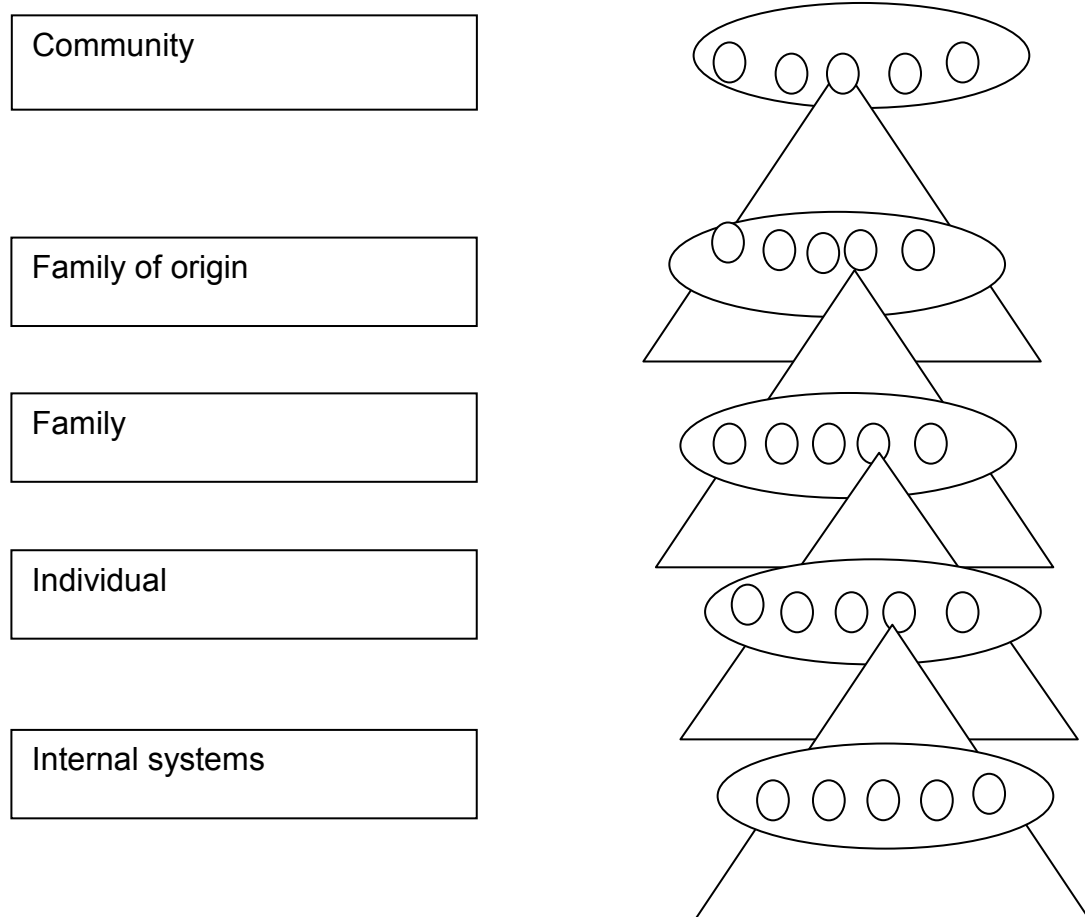 Community
Family of origin
Family
Individual
Internal systems